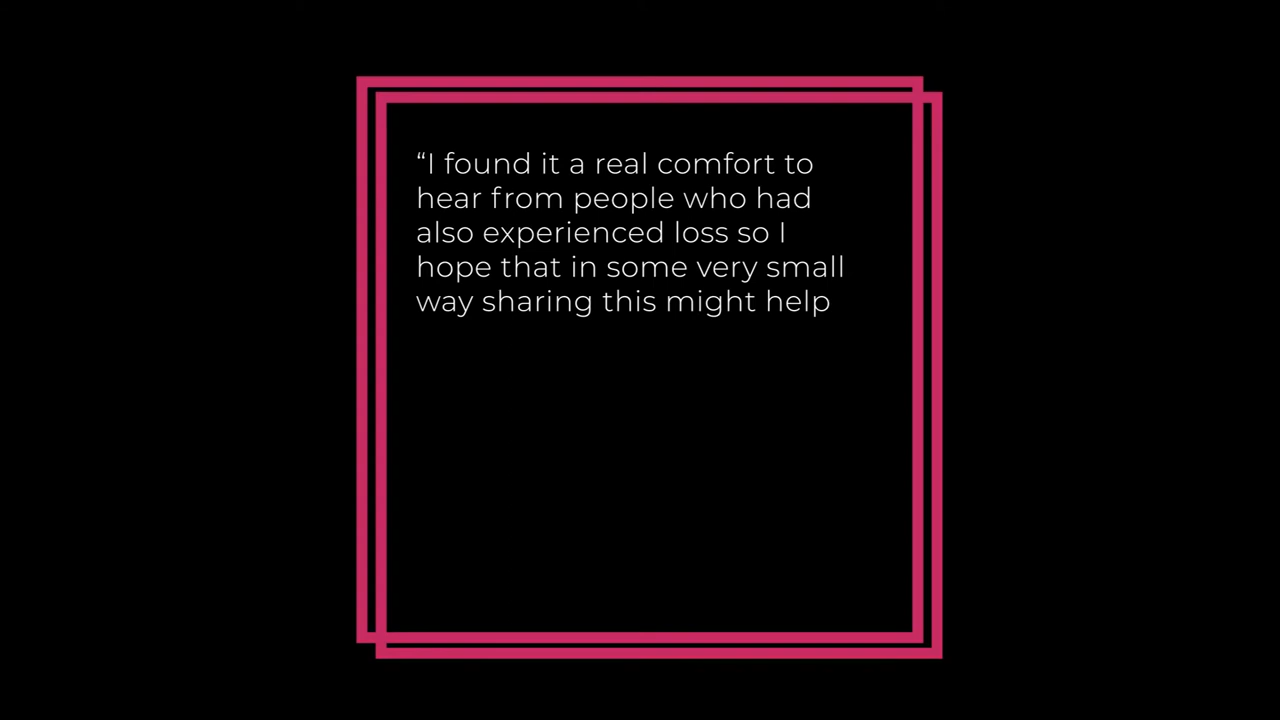 “I found it a real comfort to
hear from people who had
also experienced loss so I
hope that in some very small
way sharing this might help